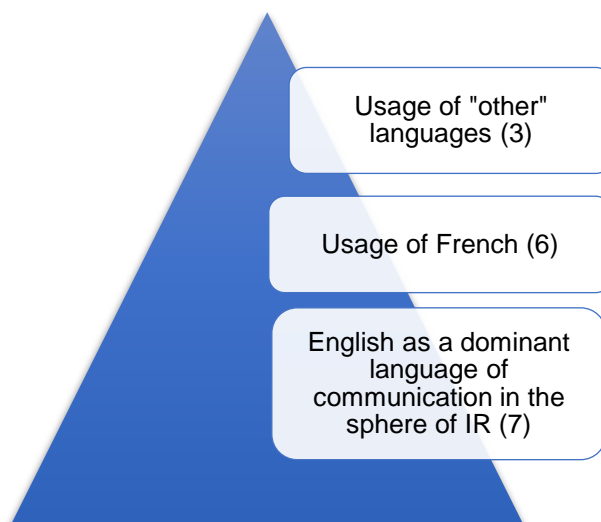 Usage of "other"
languages (3)
Usage of French (6)
English as a dominant
language of
communication in the
sphere of IR (7)